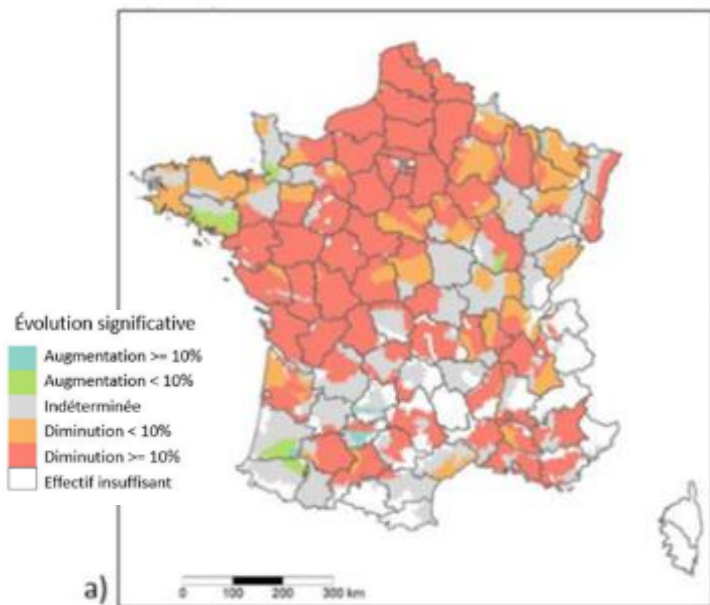 Évolution significative
Augmentation >= 10%
Augmentation < 10%
Indéterminée
Diminution < 10%
Diminution >= 10%
Effectif insuffisant
a)
0 100 200 300 km